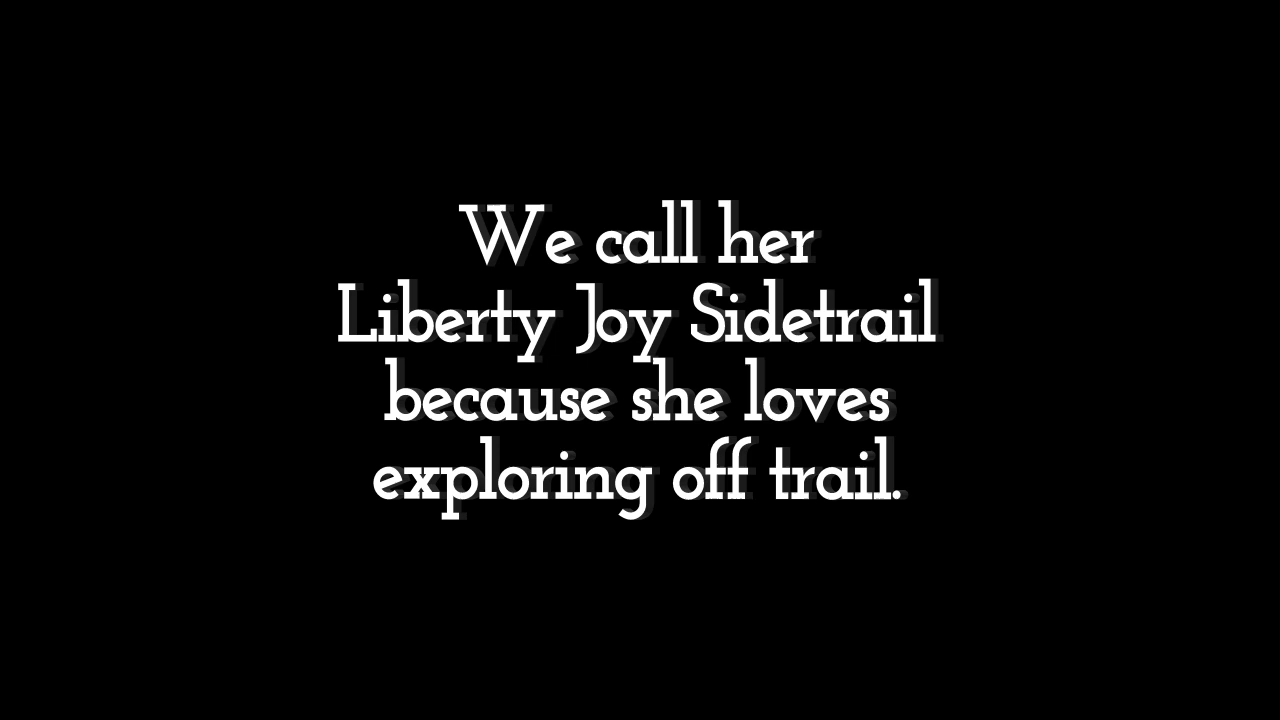 We call her
Liberty Joy Sidetrail
because she loves
exploring off trail.